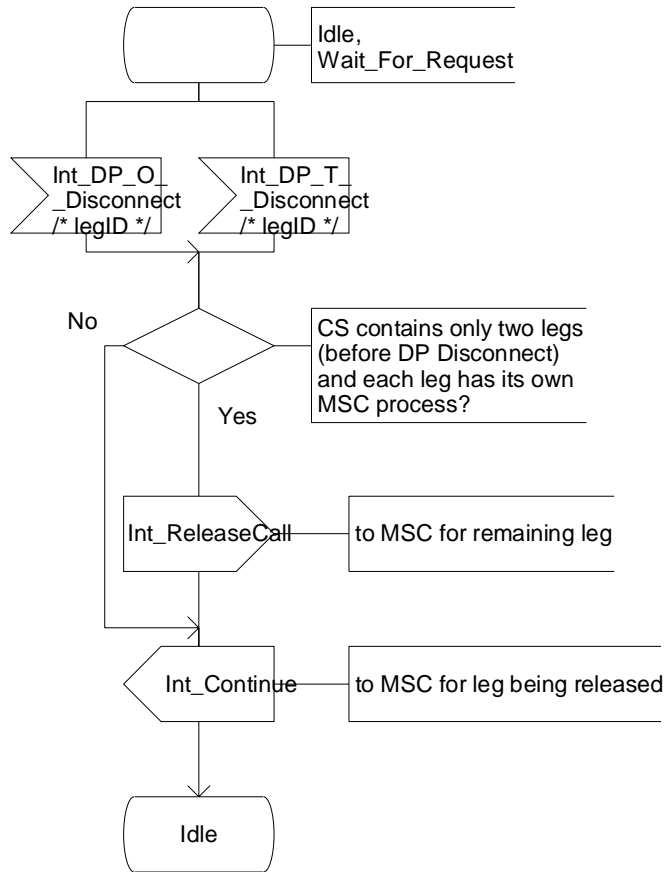 Idle,
Wait_For_Request
Int_DP_O_
_Disconnect
/* legID */
Int_DP_T_
_Disconnect
/* legID */
No
CS contains only two legs
(before DP Disconnect)
and each leg has its own
MSC process?
Yes
Int_ReleaseCall
to MSC for remaining leg
Int_Continue
to MSC for leg being released
Idle